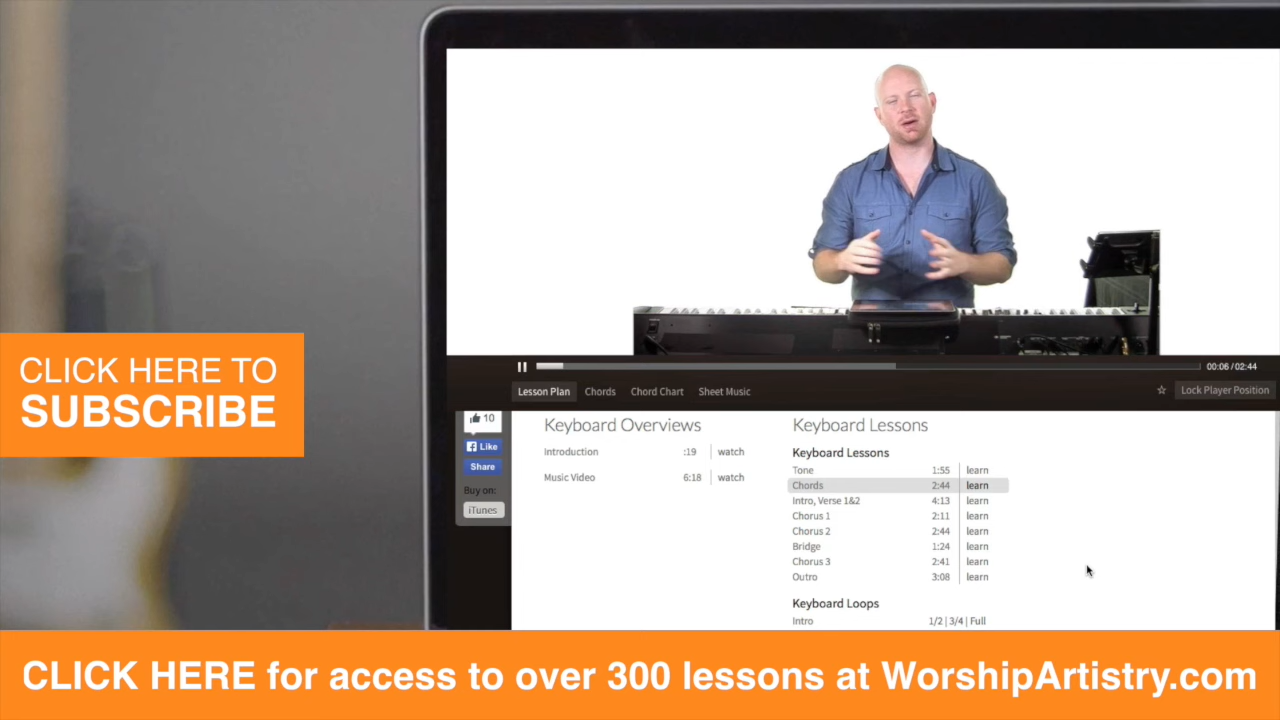 CLICK HERE TO
SUBSCRIBE
00:06 / 02:44
Lesson Plan Chords Chord Chart Sheet Music
☆ Lock Player Position
10
Like
Share
Buy on:
iTunes
Keyboard Overviews
Introduction :19 watch
Music Video 6:18 watch
Keyboard Lessons
Keyboard Lessons
Tone 1:55 learn
Chords 2:44 learn
Intro, Verse 1&2 4:13 learn
Chorus 1 2:11 learn
Chorus 2 2:44 learn
Bridge 1:24 learn
Chorus 3 2:41 learn
Outro 3:08 learn
Keyboard Loops
Intro 1/2 | 3/4 | Full
CLICK HERE for access to over 300 lessons at WorshipArtistry.com